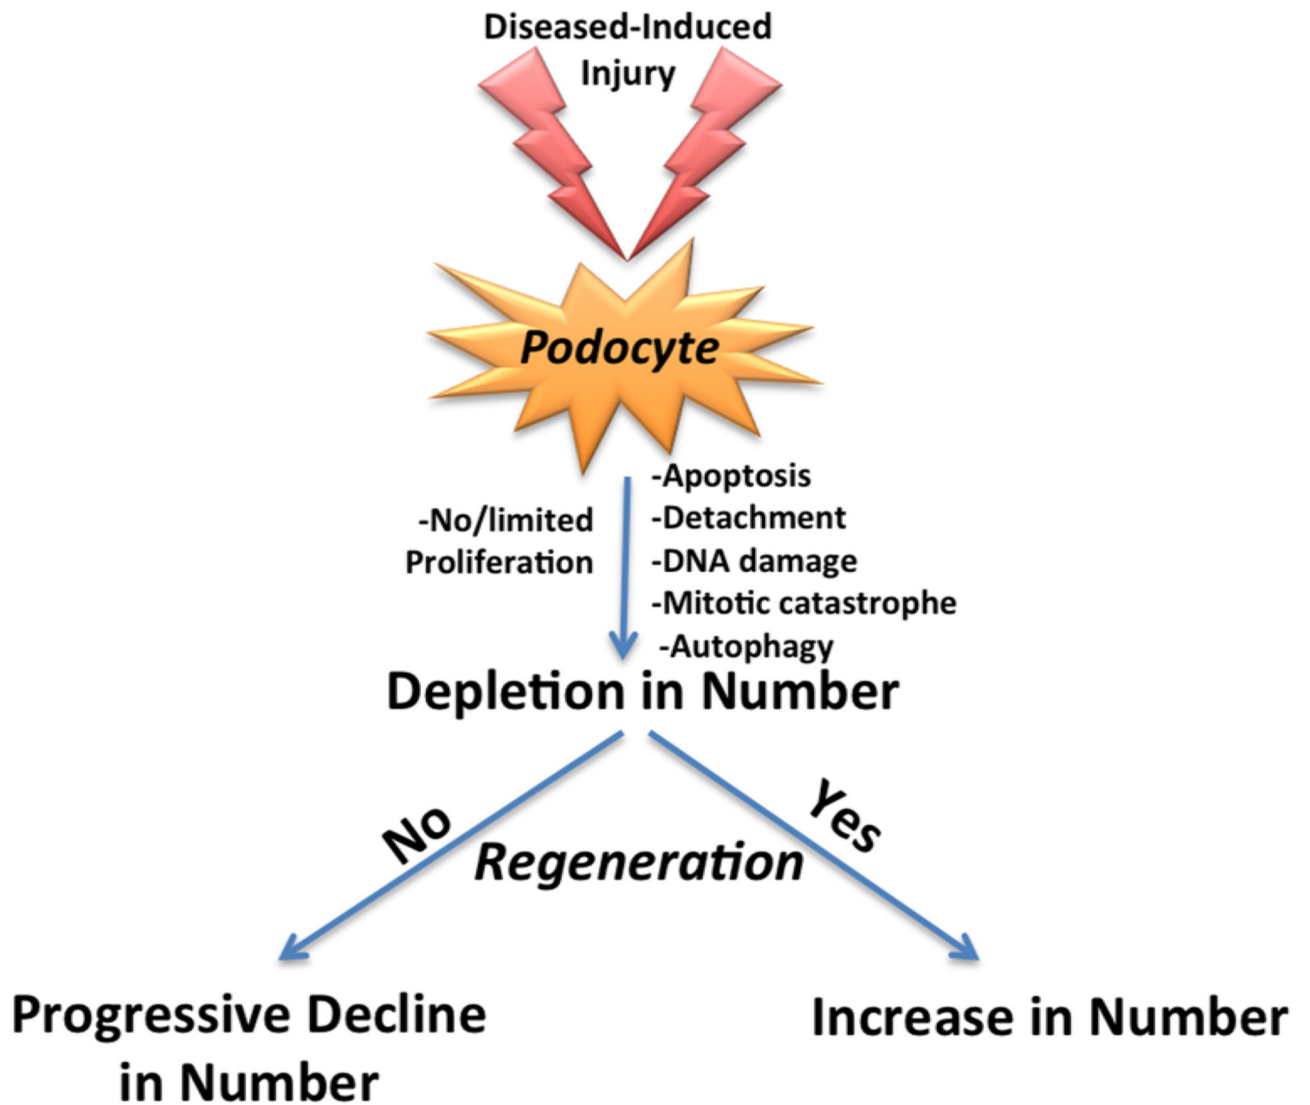 Diseased-Induced
Injury
Podocyte
-No/limited
Proliferation
-Apoptosis
-Detachment
-DNA damage
-Mitotic catastrophe
-Autophagy
Depletion in Number
No
Yes
Regeneration
Progressive Decline
in Number
Increase in Number